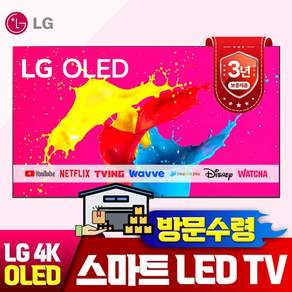 LG
LG OLED
3년
보증제품
YouTube NETFLIX TVING wavve Disney WATCHA
방문수령
LG 4K
OLED
스마트 LED TV